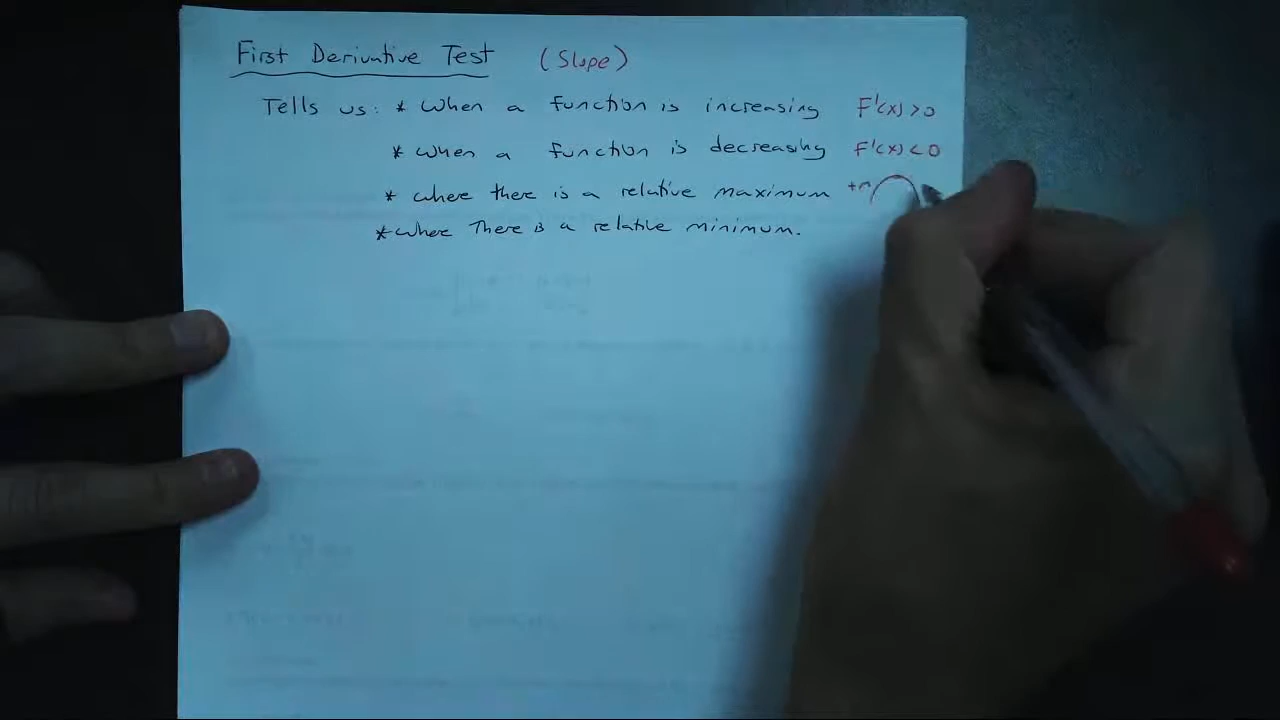 First Derivative Test (Slope)
Tells us: * When a function is increasing F'(x) > 0
* when a function is decreasing F'(x) < 0
* where there is a relative maximum
* where There is a relative minimum.